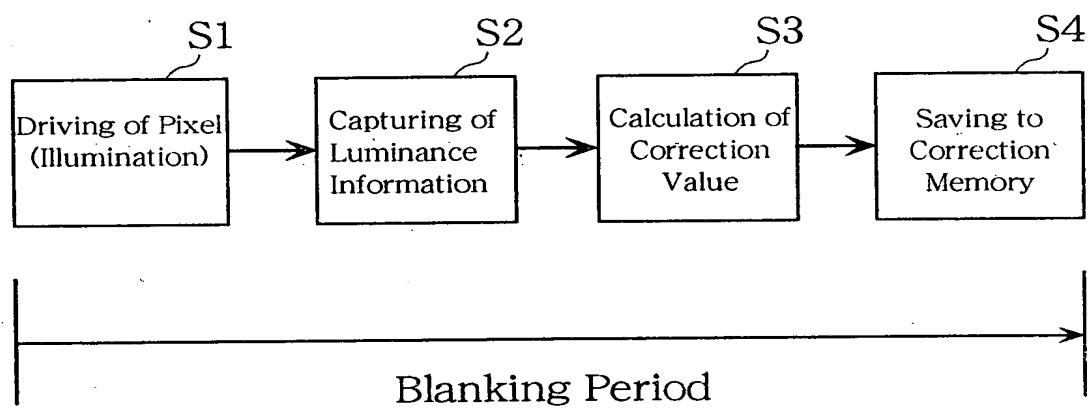 S1
S2
S3
S4
Driving of Pixel
(Illumination)
Capturing of
Luminance
Information
Calculation of
Correction
Value
Saving to
Correction
Memory
Blanking Period